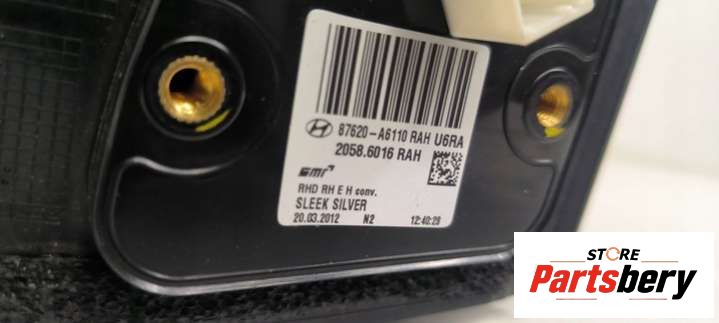 87620-A6110 RAH U6RA
2058.6016 RAH
SMR
RHD RH E H conv.
SLEEK SILVER
20.03.2012 N2 12:40:28
STORE
Partsbery